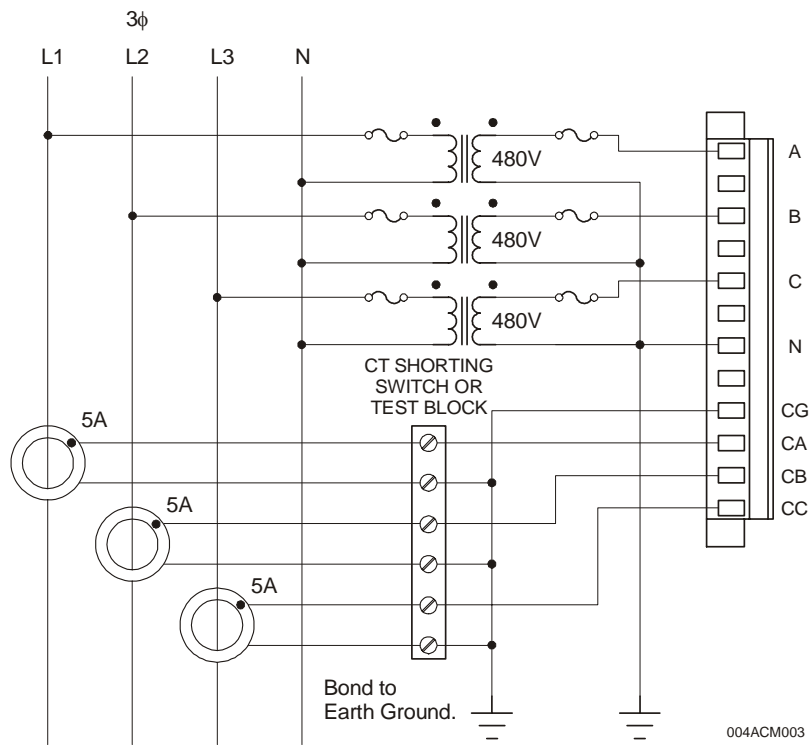 3ϕ
L1 L2 L3 N
480V
A
480V
B
480V
C
N
CT SHORTING
SWITCH OR
TEST BLOCK
CG
5A
CA
CB
5A
CC
5A
Bond to
Earth Ground.
004ACM003